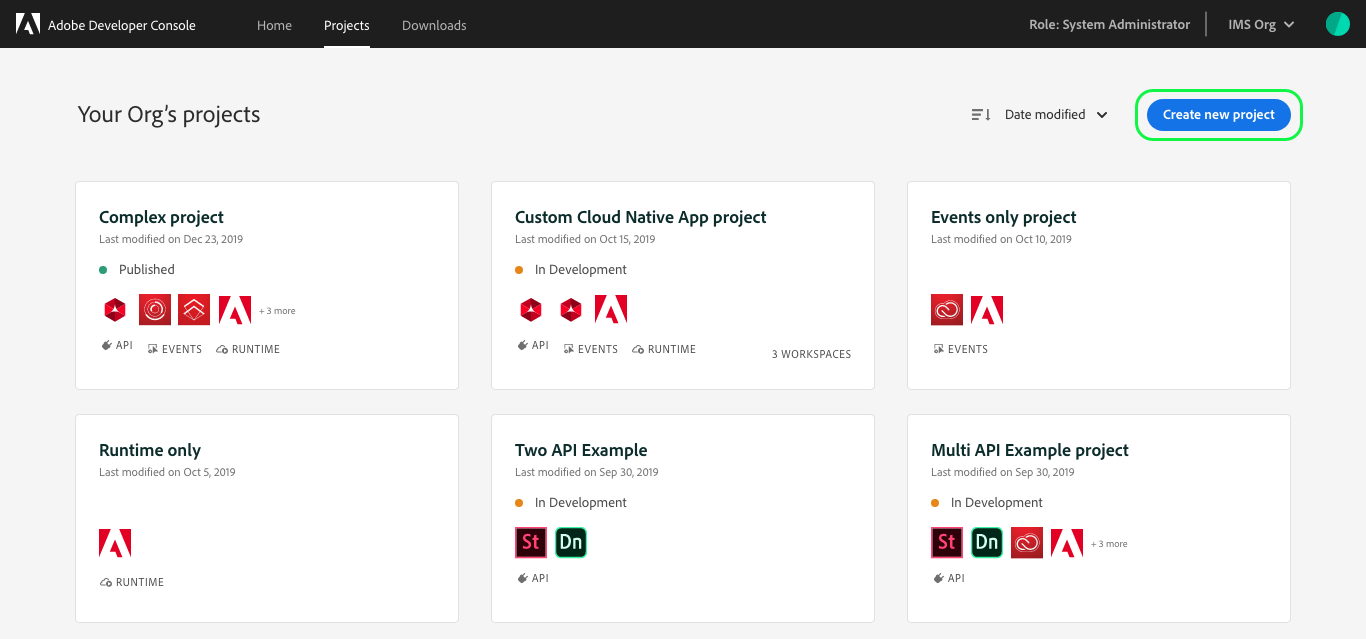 Adobe Developer Console Home Projects Downloads Role: System Administrator IMS Org
Your Org’s projects Date modified Create new project
Complex project
Last modified on Dec 23, 2019
Published
+ 3 more
API EVENTS RUNTIME
Custom Cloud Native App project
Last modified on Oct 15, 2019
In Development
API EVENTS RUNTIME
3 WORKSPACES
Events only project
Last modified on Oct 10, 2019
EVENTS
Runtime only
Last modified on Oct 5, 2019
RUNTIME
Two API Example
Last modified on Sep 30, 2019
In Development
St Dn
API
Multi API Example project
Last modified on Sep 30, 2019
In Development
St Dn + 3 more
API